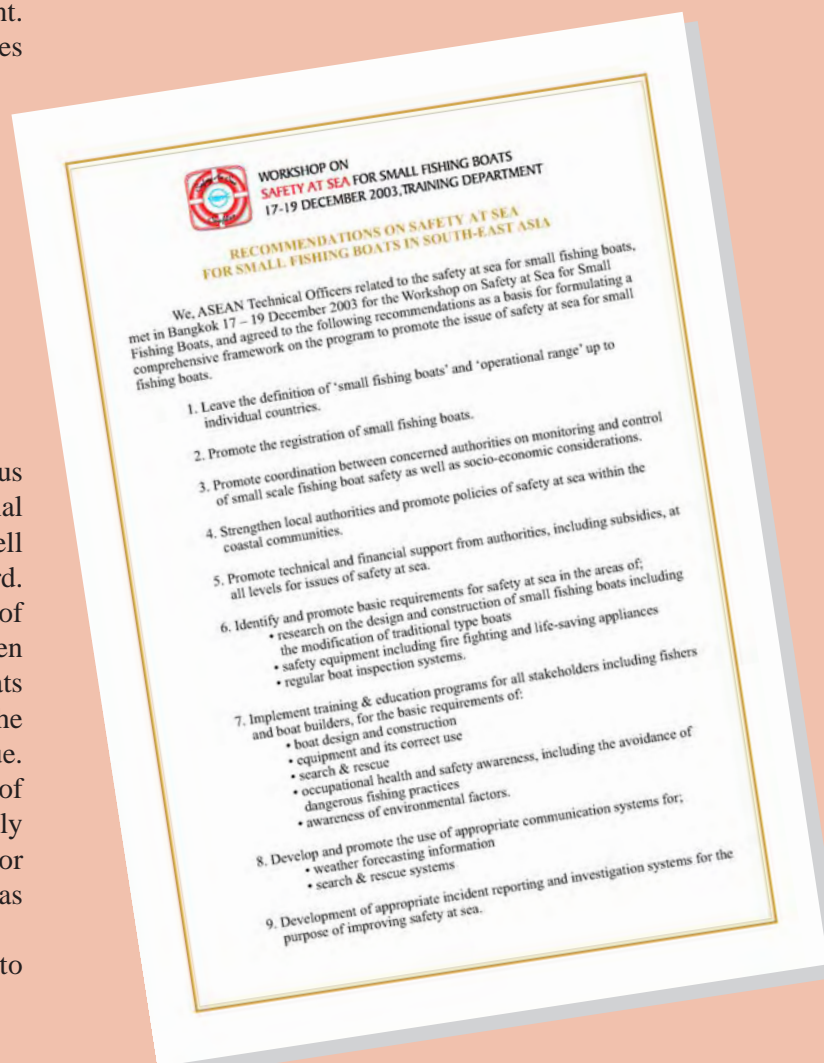 nt.
es
us
nal
ell
rd.
of
en
ats
ne
ue.
of
ly
or
as
to
WORKSHOP ON
SAFETY AT SEA FOR SMALL FISHING BOATS
17-19 DECEMBER 2003, TRAINING DEPARTMENT
RECOMMENDATIONS ON SAFETY AT SEA
FOR SMALL FISHING BOATS IN SOUTH-EAST ASIA
We, ASEAN Technical Officers related to the safety at sea for small fishing boats,
met in Bangkok 17 – 19 December 2003 for the Workshop on Safety at Sea for Small
Fishing Boats, and agreed to the following recommendations as a basis for formulating a
comprehensive framework on the program to promote the issue of safety at sea for small
fishing boats.
1. Leave the definition of 'small fishing boats' and 'operational range' up to
individual countries.
2. Promote the registration of small fishing boats.
3. Promote coordination between concerned authorities on monitoring and control
of small scale fishing boat safety as well as socio-economic considerations.
4. Strengthen local authorities and promote policies of safety at sea within the
coastal communities.
5. Promote technical and financial support from authorities, including subsidies, at
all levels for issues of safety at sea.
6. Identify and promote basic requirements for safety at sea in the areas of;
• research on the design and construction of small fishing boats including
the modification of traditional type boats
• safety equipment including fire fighting and life-saving appliances
• regular boat inspection systems.
7. Implement training & education programs for all stakeholders including fishers
and boat builders, for the basic requirements of:
• boat design and construction
• equipment and its correct use
• search & rescue
• occupational health and safety awareness, including the avoidance of
dangerous fishing practices
• awareness of environmental factors.
8. Develop and promote the use of appropriate communication systems for;
• weather forecasting information
• search & rescue systems
9. Development of appropriate incident reporting and investigation systems for the
purpose of improving safety at sea.